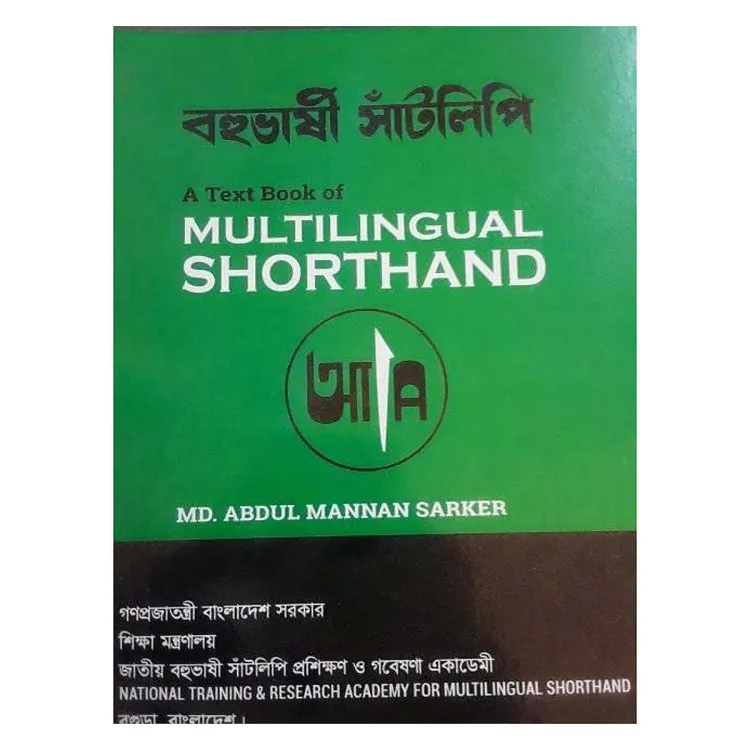 বহুভাষী সাঁটলিপি
A Text Book of
MULTILINGUAL
SHORTHAND
আ A
MD. ABDUL MANNAN SARKER
গণপ্রজাতন্ত্রী বাংলাদেশ সরকার
শিক্ষা মন্ত্রণালয়
জাতীয় বহুভাষী সাঁটলিপি প্রশিক্ষণ ও গবেষণা একাডেমী
NATIONAL TRAINING & RESEARCH ACADEMY FOR MULTILINGUAL SHORTHAND
বগুড়া, বাংলাদেশ।